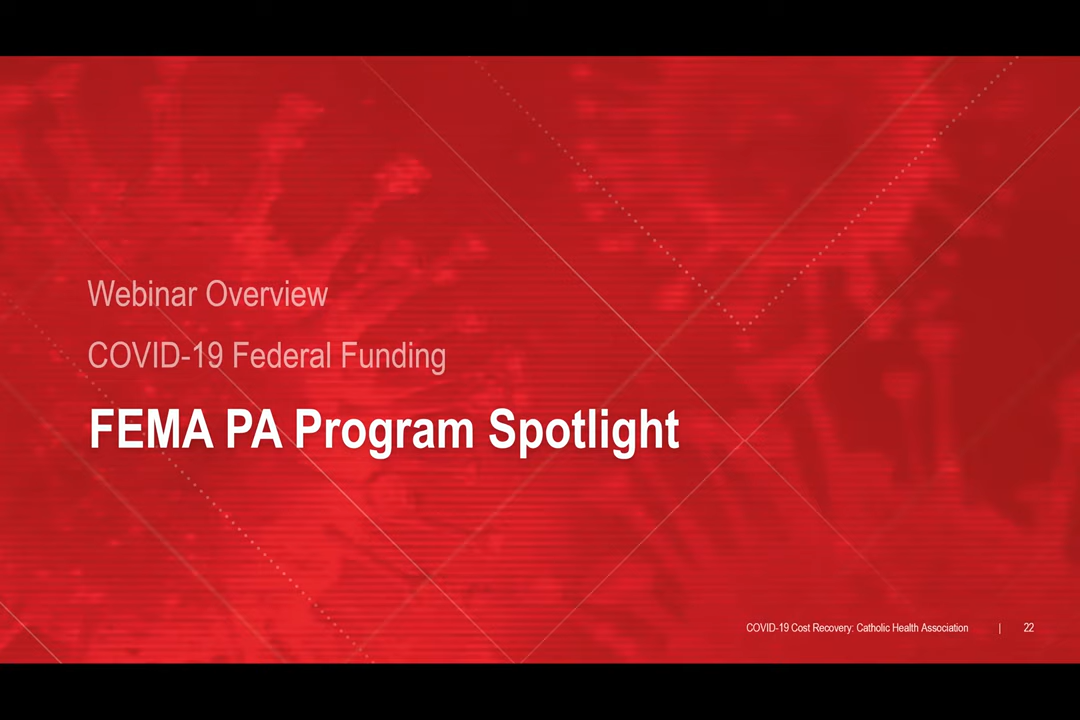 Webinar Overview
COVID-19 Federal Funding
FEMA PA Program Spotlight
COVID-19 Cost Recovery: Catholic Health Association | 22